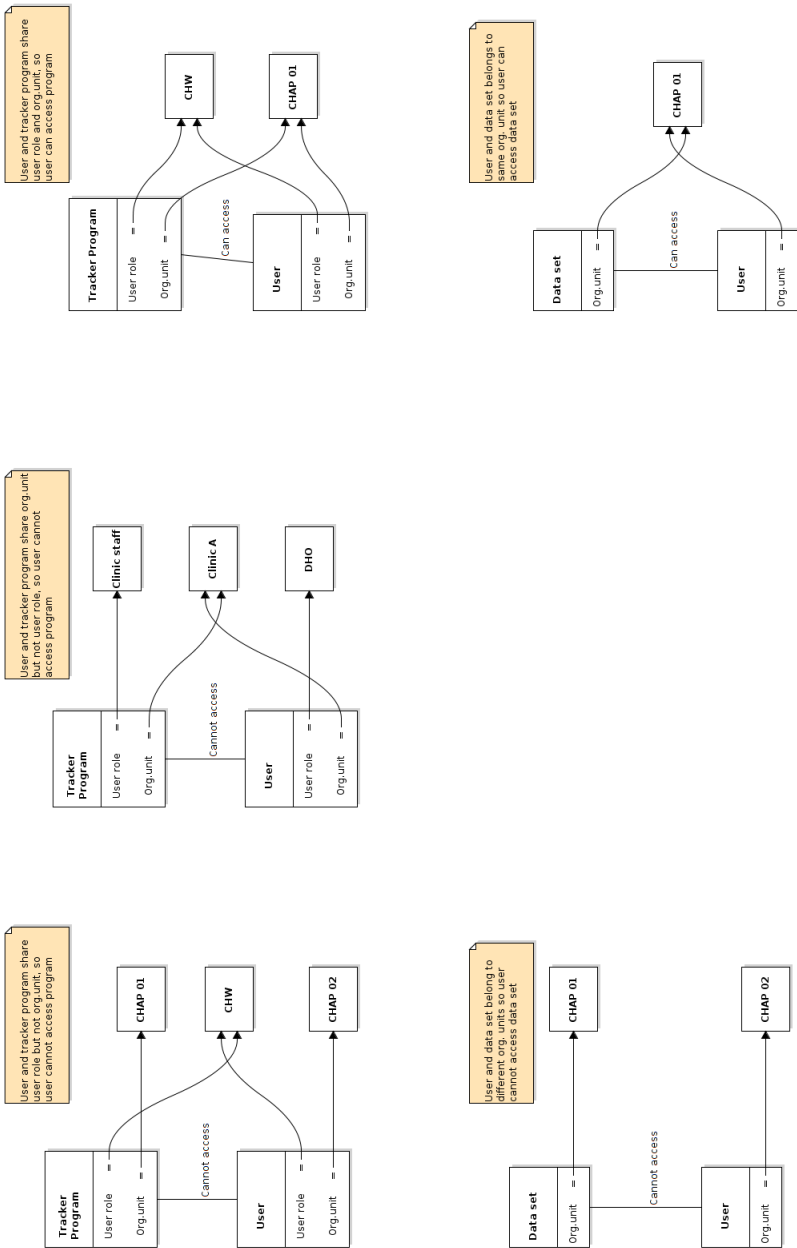 User and tracker program share
user role but not org.unit, so
user cannot access program
Tracker
Program
User role =
Org.unit =
Cannot access
User
User role =
Org.unit =
CHAP 01
CHW
CHAP 02
User and tracker program share org.unit
but not user role, so user cannot
access program
Tracker
Program
User role =
Org.unit =
Cannot access
User
User role =
Org.unit =
Clinic staff
Clinic A
DHO
User and tracker program share
user role and org.unit, so
user can access program
Tracker Program
User role =
Org.unit =
Can access
User
User role =
Org.unit =
CHW
CHAP 01
User and data set belong to
different org. units so user
cannot access data set
Data set
Org.unit =
Cannot access
User
Org.unit =
CHAP 01
CHAP 02
User and data set belongs to
same org. unit so user can
access data set
Data set
Org.unit =
Can access
User
Org.unit =
CHAP 01